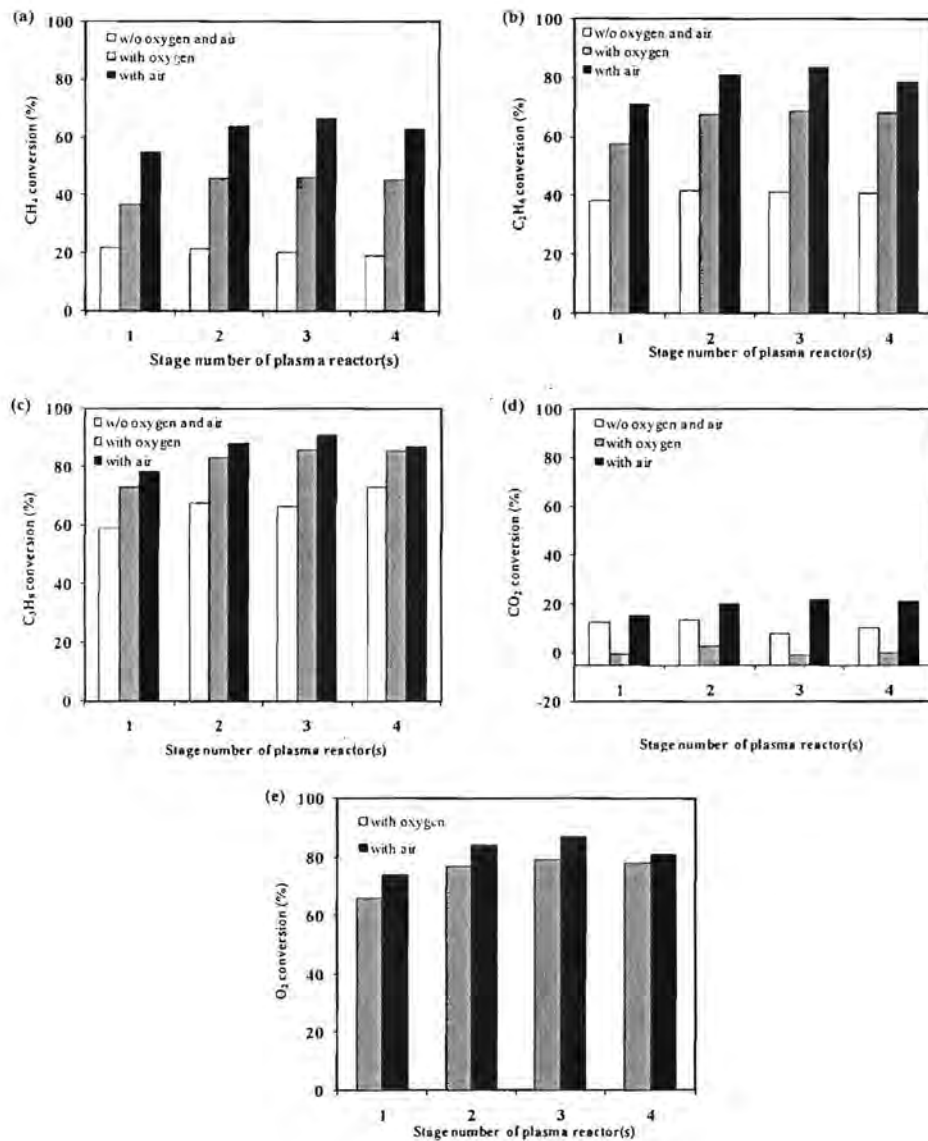 (a)
CH₄ conversion (%)
100
80
60
40
20
0
w/o oxygen and air
with oxygen
with air
1 2 3 4
Stage number of plasma reactor(s)
(b)
C₂H₆ conversion (%)
100
80
60
40
20
0
w/o oxygen and air
with oxygen
with air
1 2 3 4
Stage number of plasma reactor(s)
(c)
C₃H₈ conversion (%)
100
80
60
40
20
0
w/o oxygen and air
with oxygen
with air
1 2 3 4
Stage number of plasma reactor(s)
(d)
CO₂ conversion (%)
100
80
60
40
20
0
-20
w/o oxygen and air
with oxygen
with air
1 2 3 4
Stage number of plasma reactor(s)
(e)
O₂ conversion (%)
100
80
60
40
20
0
with oxygen
with air
1 2 3 4
Stage number of plasma reactor(s)